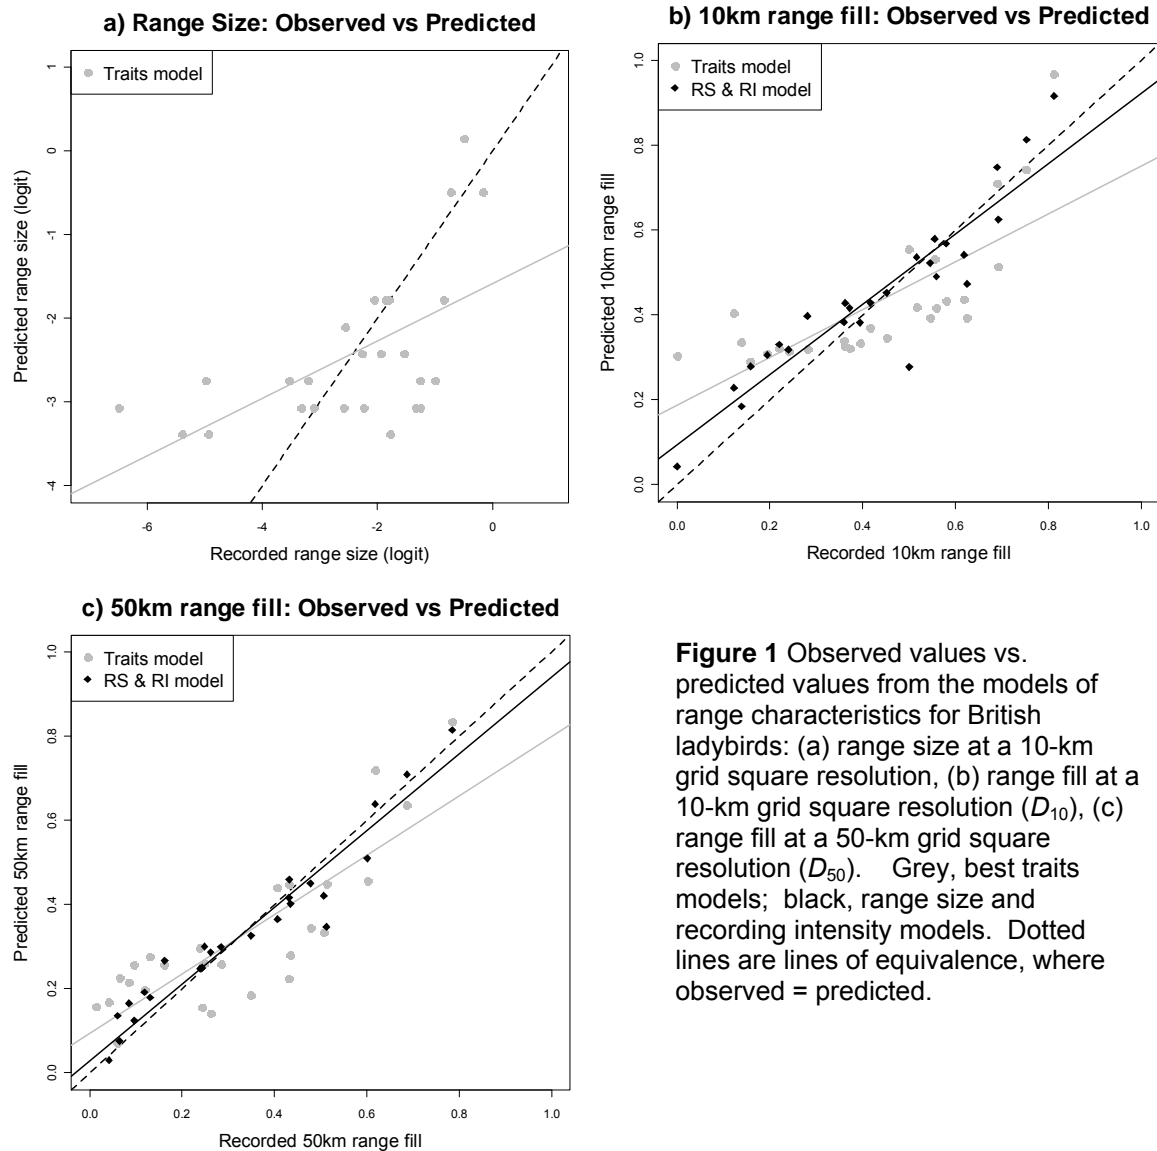 a) Range Size: Observed vs Predicted
Traits model
1
0
-1
-2
-3
-4
Predicted range size (logit)
-6 -4 -2 0
Recorded range size (logit)
b) 10km range fill: Observed vs Predicted
Traits model
RS & RI model
1.0
0.8
0.6
0.4
0.2
0.0
Predicted 10km range fill
0.0 0.2 0.4 0.6 0.8 1.0
Recorded 10km range fill
c) 50km range fill: Observed vs Predicted
Traits model
RS & RI model
1.0
0.8
0.6
0.4
0.2
0.0
Predicted 50km range fill
0.0 0.2 0.4 0.6 0.8 1.0
Recorded 50km range fill
Figure 1 Observed values vs.
predicted values from the models of
range characteristics for British
ladybirds: (a) range size at a 10-km
grid square resolution, (b) range fill at a
10-km grid square resolution (D10), (c)
range fill at a 50-km grid square
resolution (D50). Grey, best traits
models; black, range size and
recording intensity models. Dotted
lines are lines of equivalence, where
observed = predicted.